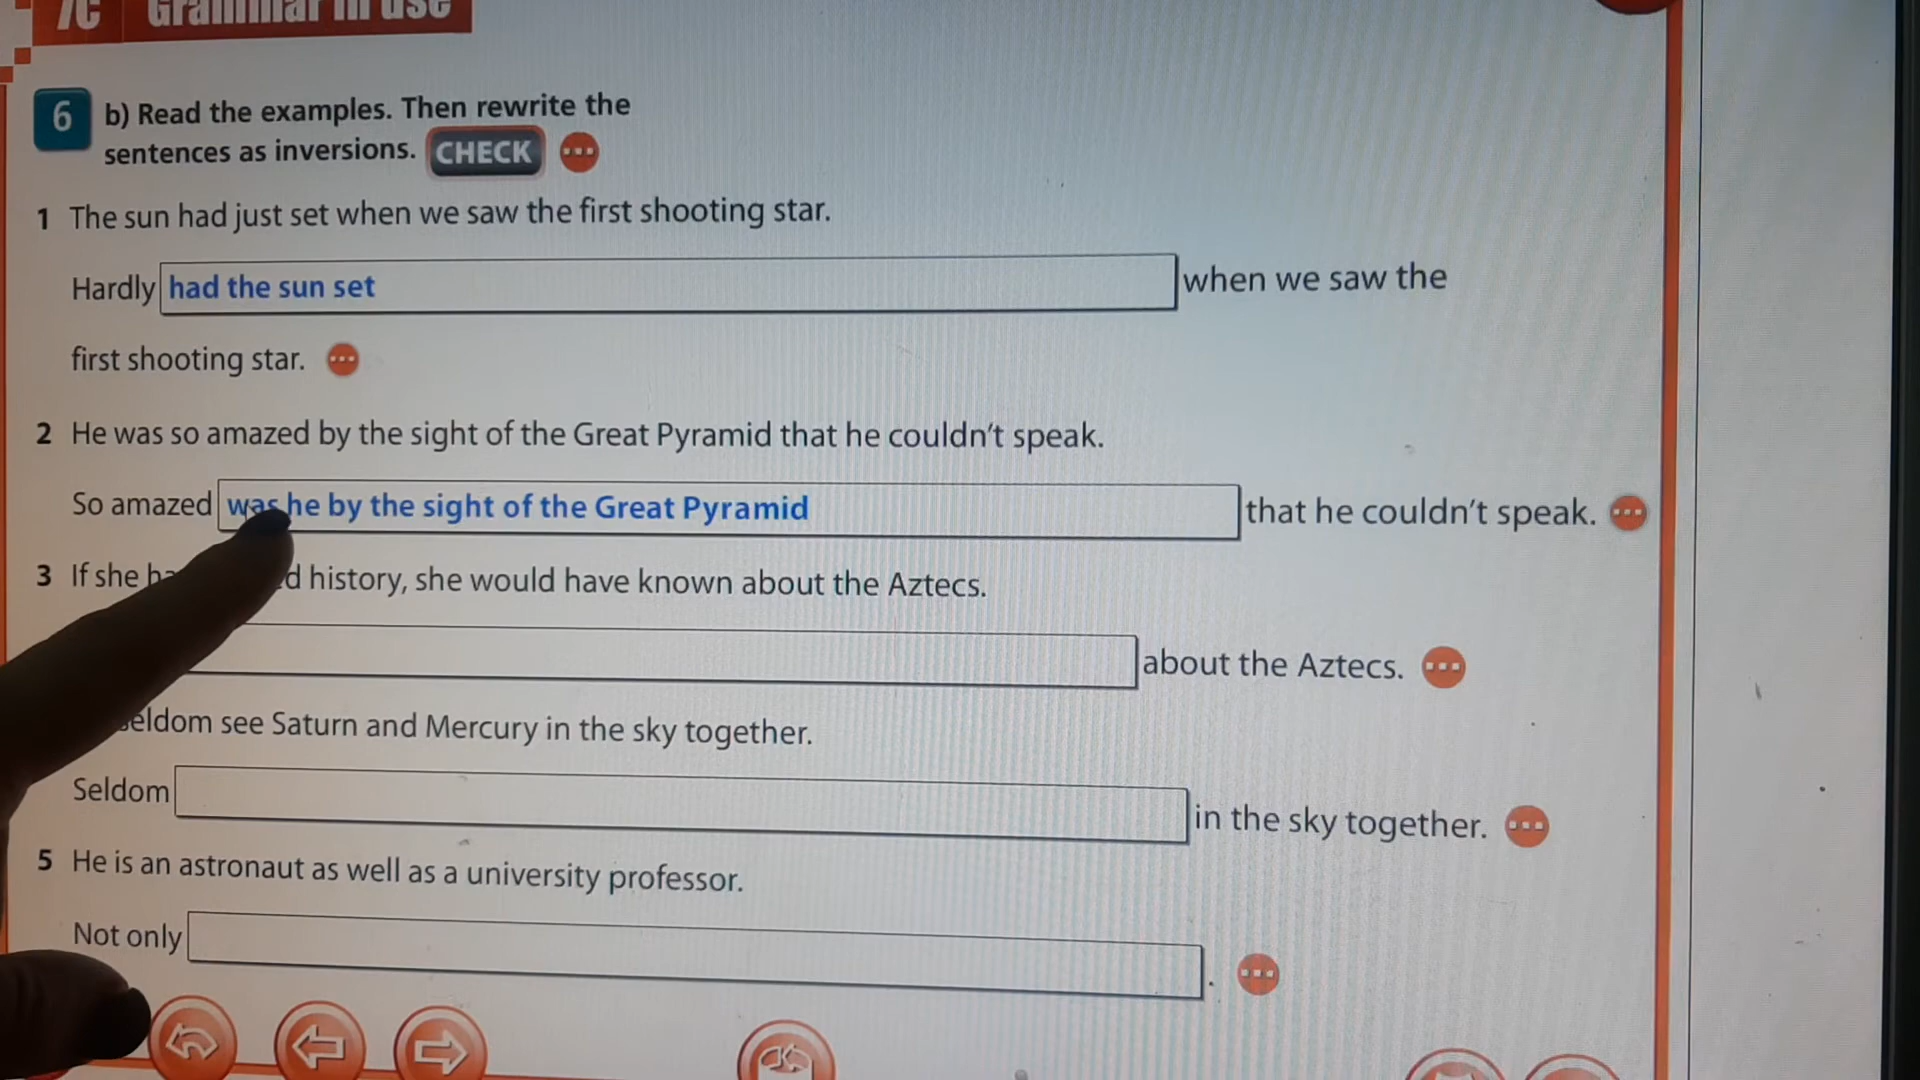 7C Grammar in use
6 b) Read the examples. Then rewrite the
sentences as inversions. CHECK
1 The sun had just set when we saw the first shooting star.
Hardly had the sun set when we saw the
first shooting star.
2 He was so amazed by the sight of the Great Pyramid that he couldn't speak.
So amazed was he by the sight of the Great Pyramid that he couldn't speak.
3 If she history, she would have known about the Aztecs.
about the Aztecs.
seldom see Saturn and Mercury in the sky together.
Seldom in the sky together.
5 He is an astronaut as well as a university professor.
Not only .